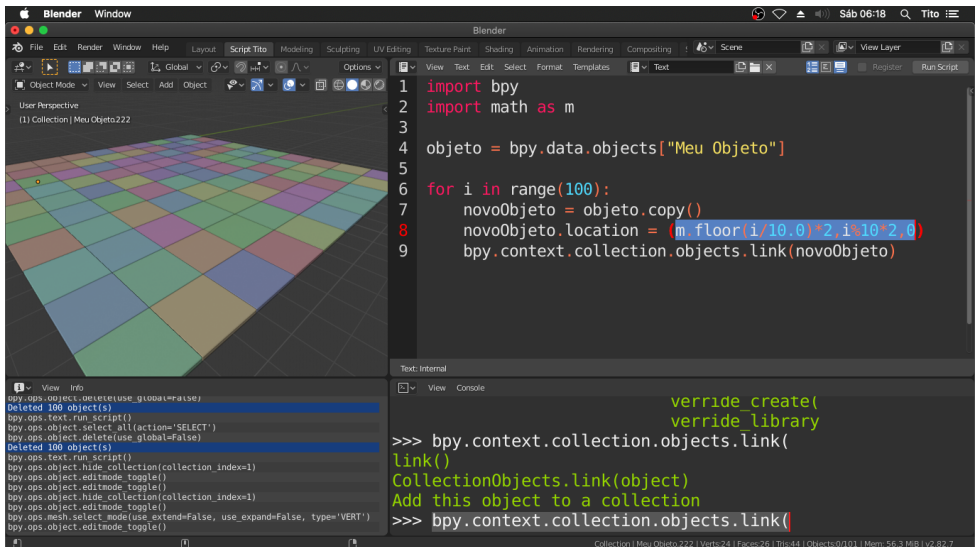 Blender Window Sáb 06:18 Tito
Blender
File Edit Render Window Help Layout Script Tito Modeling Sculpting UV Editing Texture Paint Shading Animation Rendering Compositing Scene View Layer
Global Options
View Text Edit Select Format Templates Text Register Run Script
Object Mode View Select Add Object
User Perspective
(1) Collection | Meu Objeto.222
1 import bpy
2 import math as m
3
4 objeto = bpy.data.objects["Meu Objeto"]
5
6 for i in range(100):
7 novoObjeto = objeto.copy()
8 novoObjeto.location = (m.floor(i/10.0)*2,i%10*2,0)
9 bpy.context.collection.objects.link(novoObjeto)
Text: Internal
View Info
bpy.ops.object.delete(use_global=False)
Deleted 100 object(s)
bpy.ops.text.run_script()
bpy.ops.object.select_all(action='SELECT')
bpy.ops.object.delete(use_global=False)
Deleted 100 object(s)
bpy.ops.text.run_script()
bpy.ops.object.hide_collection(collection_index=1)
bpy.ops.object.editmode_toggle()
bpy.ops.object.editmode_toggle()
bpy.ops.object.hide_collection(collection_index=1)
bpy.ops.object.editmode_toggle()
bpy.ops.mesh.select_mode(use_extend=False, use_expand=False, type='VERT')
bpy.ops.object.editmode_toggle()
View Console
verride_create(
verride_library
>>> bpy.context.collection.objects.link(
link()
CollectionObjects.link(object)
Add this object to a collection
>>> bpy.context.collection.objects.link(
Collection | Meu Objeto.222 | Verts:24 | Faces:26 | Tris:44 | Objects:0/101 | Mem: 56.3 MiB | v2.82.7